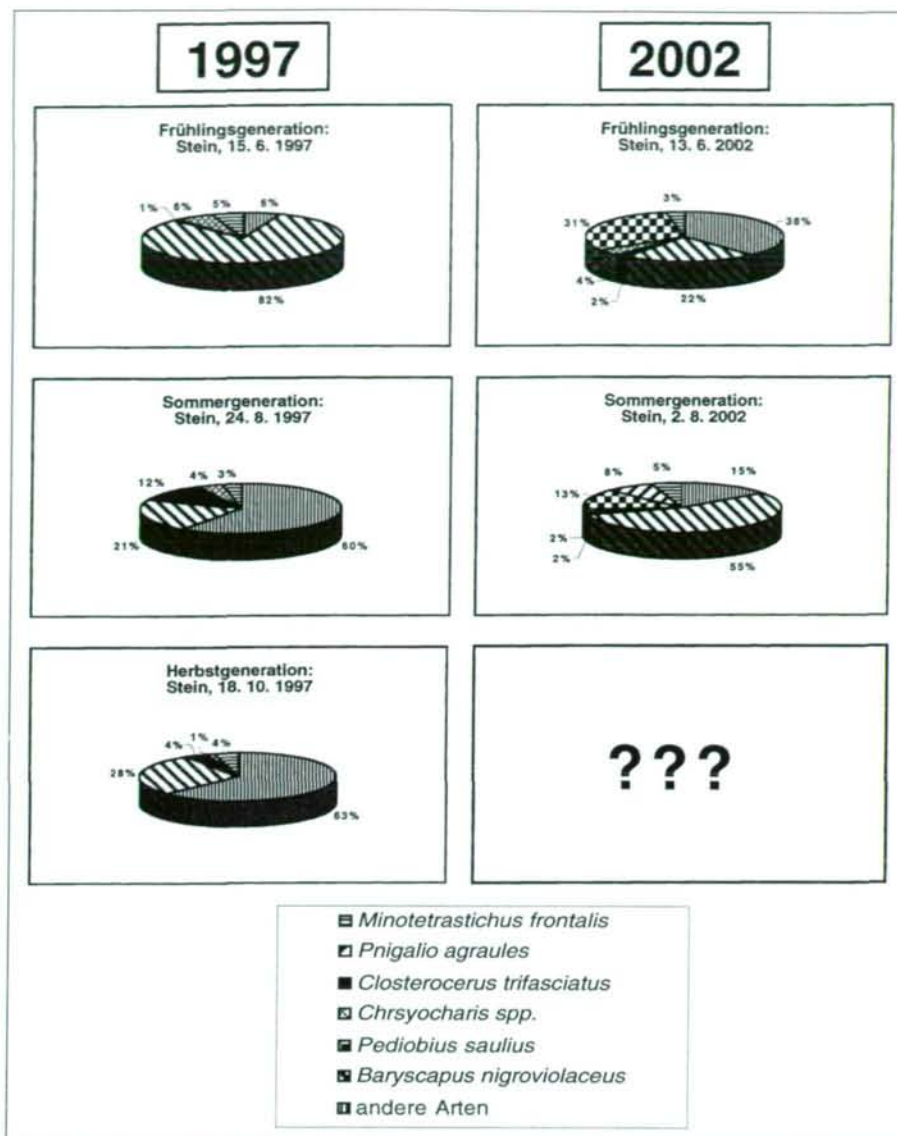 1997
2002
Frühlingsgeneration:
Stein, 15. 6. 1997
1% 6% 5% 6%
82%
Frühlingsgeneration:
Stein, 13. 6. 2002
3%
31% 38%
4%
2% 22%
Sommergeneration:
Stein, 24. 8. 1997
12% 4% 3%
21% 60%
Sommergeneration:
Stein, 2. 8. 2002
8% 5% 15%
13%
2%
2%
55%
Herbstgeneration:
Stein, 18. 10. 1997
4% 1% 4%
28%
63%
???
Minotetrastichus frontalis
Pnigalio agraules
Closterocerus trifasciatus
Chrsyocharis spp.
Pediobius saulius
Baryscapus nigroviolaceus
andere Arten